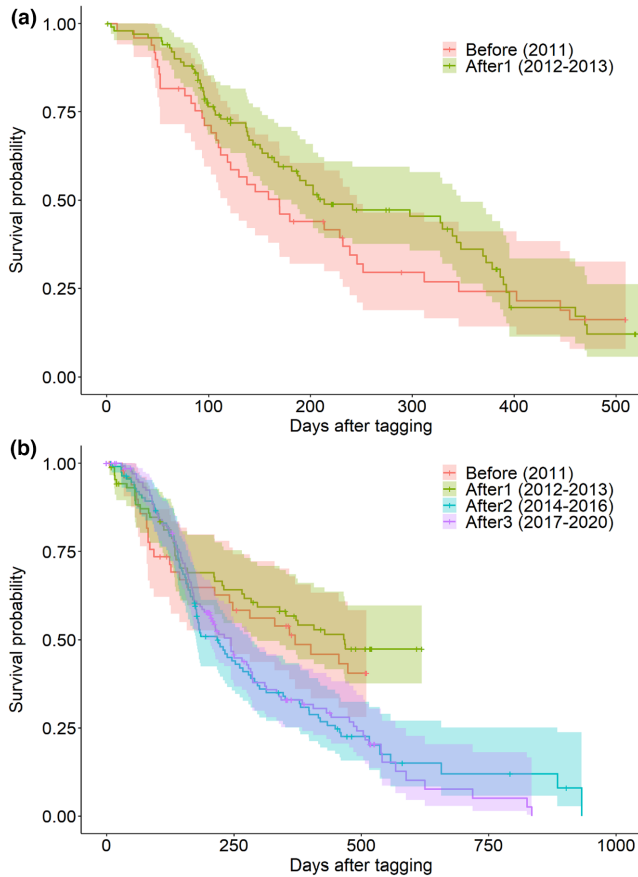 (a)
Before (2011)
After1 (2012-2013)
Survival probability
1.00
0.75
0.50
0.25
0.00
0 100 200 300 400 500
Days after tagging
(b)
Before (2011)
After1 (2012-2013)
After2 (2014-2016)
After3 (2017-2020)
Survival probability
1.00
0.75
0.50
0.25
0.00
0 250 500 750 1000
Days after tagging